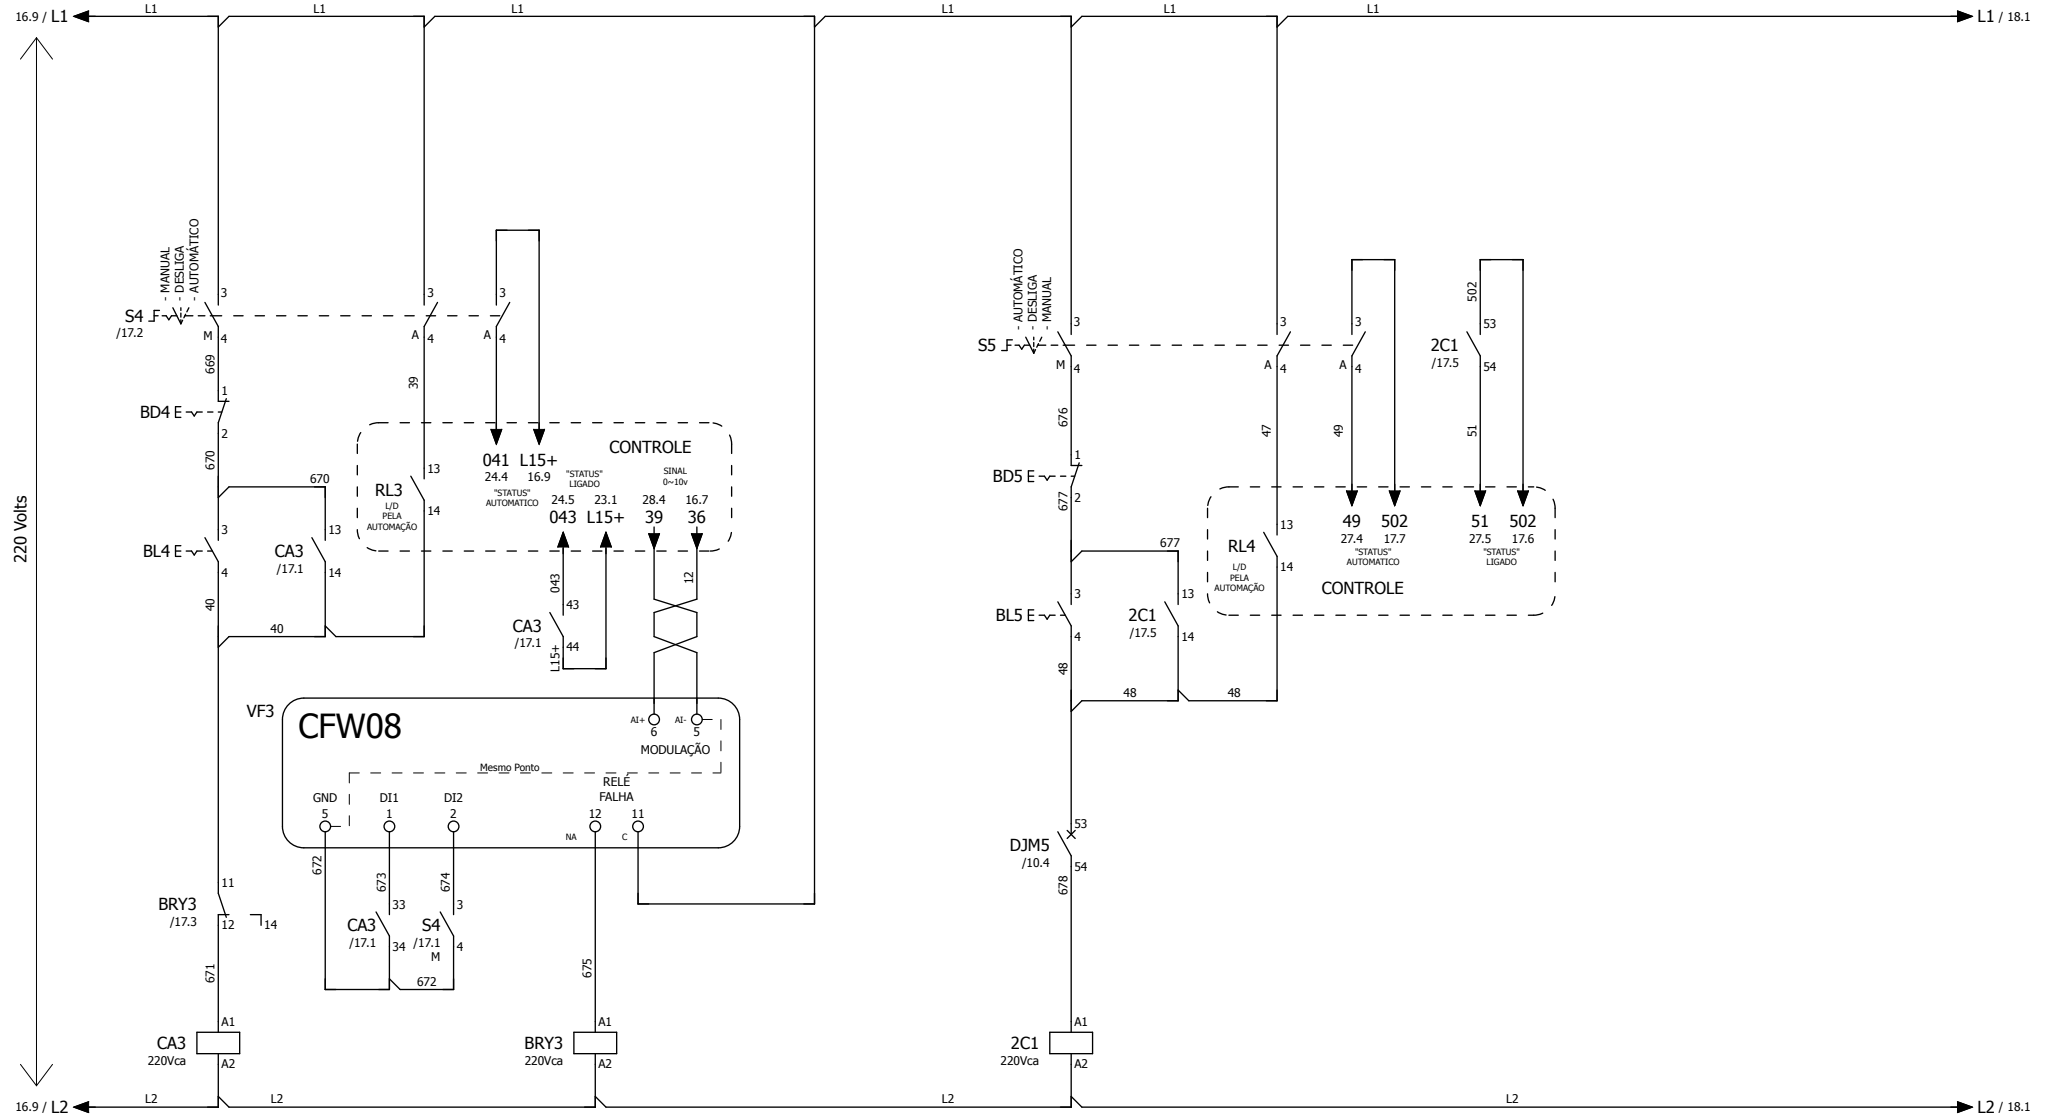 16.9 / L1
L1
L1
L1
L1
L1
L1
L1 / 18.1
220 Volts
- MANUAL
- DESLIGA
- AUTOMÁTICO
S4
/17.2
3
M
4
669
3
A
4
39
3
A
4
BD4
1
2
670
670
BL4
3
4
40
CA3
/17.1
13
14
40
CONTROLE
RL3
L/D
PELA
AUTOMAÇÃO
13
14
041
24.4
L15+
16.9
"STATUS"
AUTOMATICO
"STATUS"
LIGADO
24.5
043
23.1
L15+
SINAL
0~10v
28.4
39
16.7
36
043
12
CA3
/17.1
43
44
L15+
VF3
CFW08
AI+
6
AI-
5
MODULAÇÃO
Mesmo Ponto
RELÉ
FALHA
GND
5
DI1
1
DI2
2
12
NA
11
C
672
673
674
CA3
/17.1
33
34
S4
/17.1
M
3
4
672
675
BRY3
/17.3
11
12
14
671
CA3
220Vca
A1
A2
BRY3
220Vca
A1
A2
- AUTOMÁTICO
- DESLIGA
- MANUAL
S5
3
M
4
676
3
A
4
47
3
A
4
49
502
2C1
/17.5
53
54
51
BD5
1
2
677
677
BL5
3
4
48
2C1
/17.5
13
14
48
48
RL4
L/D
PELA
AUTOMAÇÃO
13
14
49
27.4
502
17.7
"STATUS"
AUTOMATICO
51
27.5
502
17.6
"STATUS"
LIGADO
CONTROLE
DJM5
/10.4
53
54
678
2C1
220Vca
A1
A2
16.9 / L2
L2
L2
L2
L2
L2 / 18.1